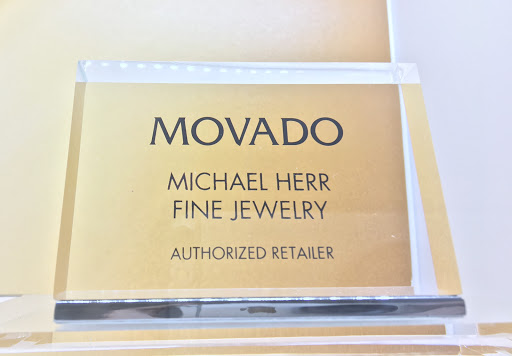 MOVADO
MICHAEL HERR
FINE JEWELRY
AUTHORIZED RETAILER